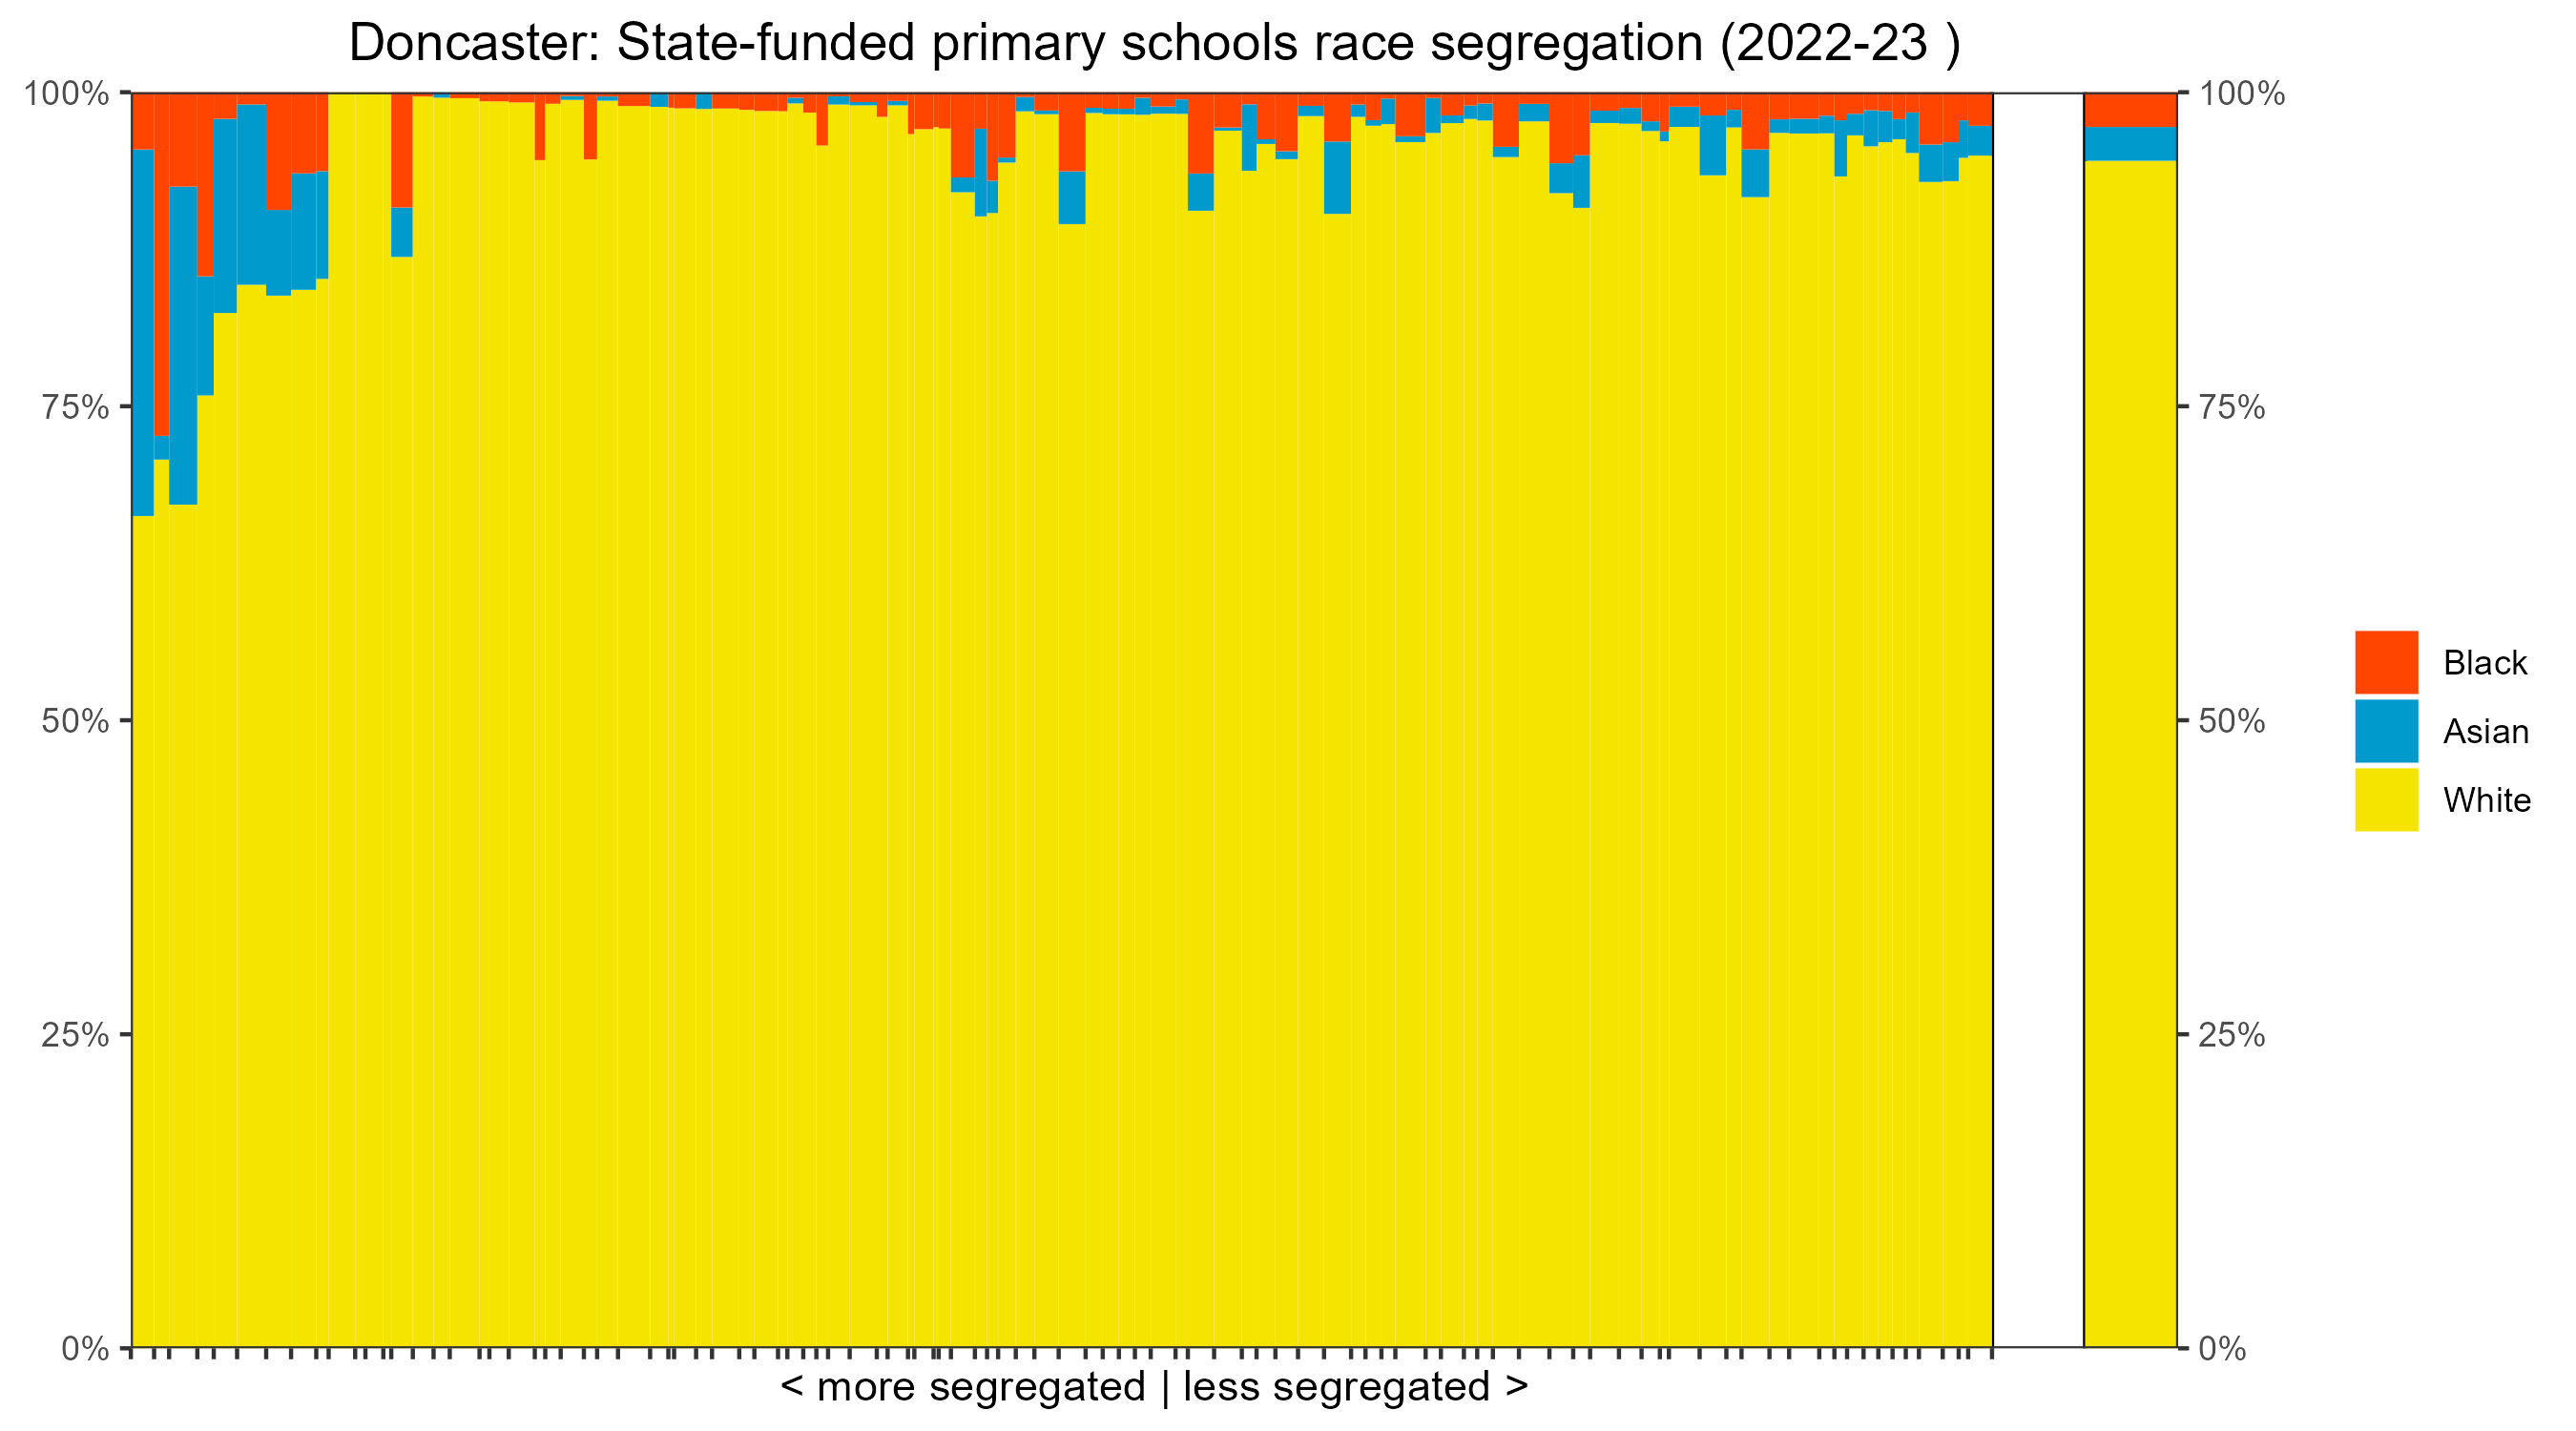 Doncaster: State-funded primary schools race segregation (2022-23 )
100%
75%
50%
25%
0%
100%
75%
50%
25%
0%
Black
Asian
White
< more segregated | less segregated >